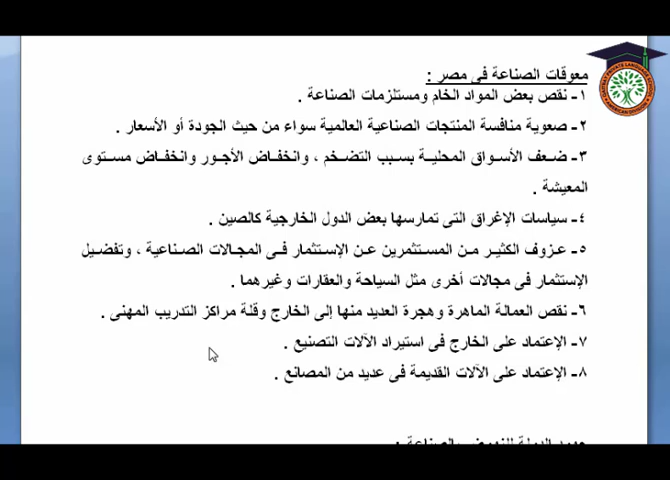 معوقات الصناعة فى مصر :
١- نقص بعض المواد الخام ومستلزمات الصناعة .
٢- صعوبة منافسة المنتجات الصناعية العالمية سواء من حيث الجودة أو الأسعار .
٣- ضعف الأسواق المحلية بسبب التضخم ، وانخفاض الأجور وانخفاض مستوى
المعيشة .
٤- سياسات الإغراق التى تمارسها بعض الدول الخارجية كالصين .
٥- عزوف الكثير من المستثمرين عن الإستثمار فى المجالات الصناعية ، وتفضيل
الإستثمار فى مجالات أخرى مثل السياحة والعقارات وغيرهما .
٦- نقص العمالة الماهرة وهجرة العديد منها إلى الخارج وقلة مراكز التدريب المهنى .
٧- الإعتماد على الخارج فى استيراد الآلات التصنيع .
٨- الإعتماد على الآلات القديمة فى عديد من المصانع .